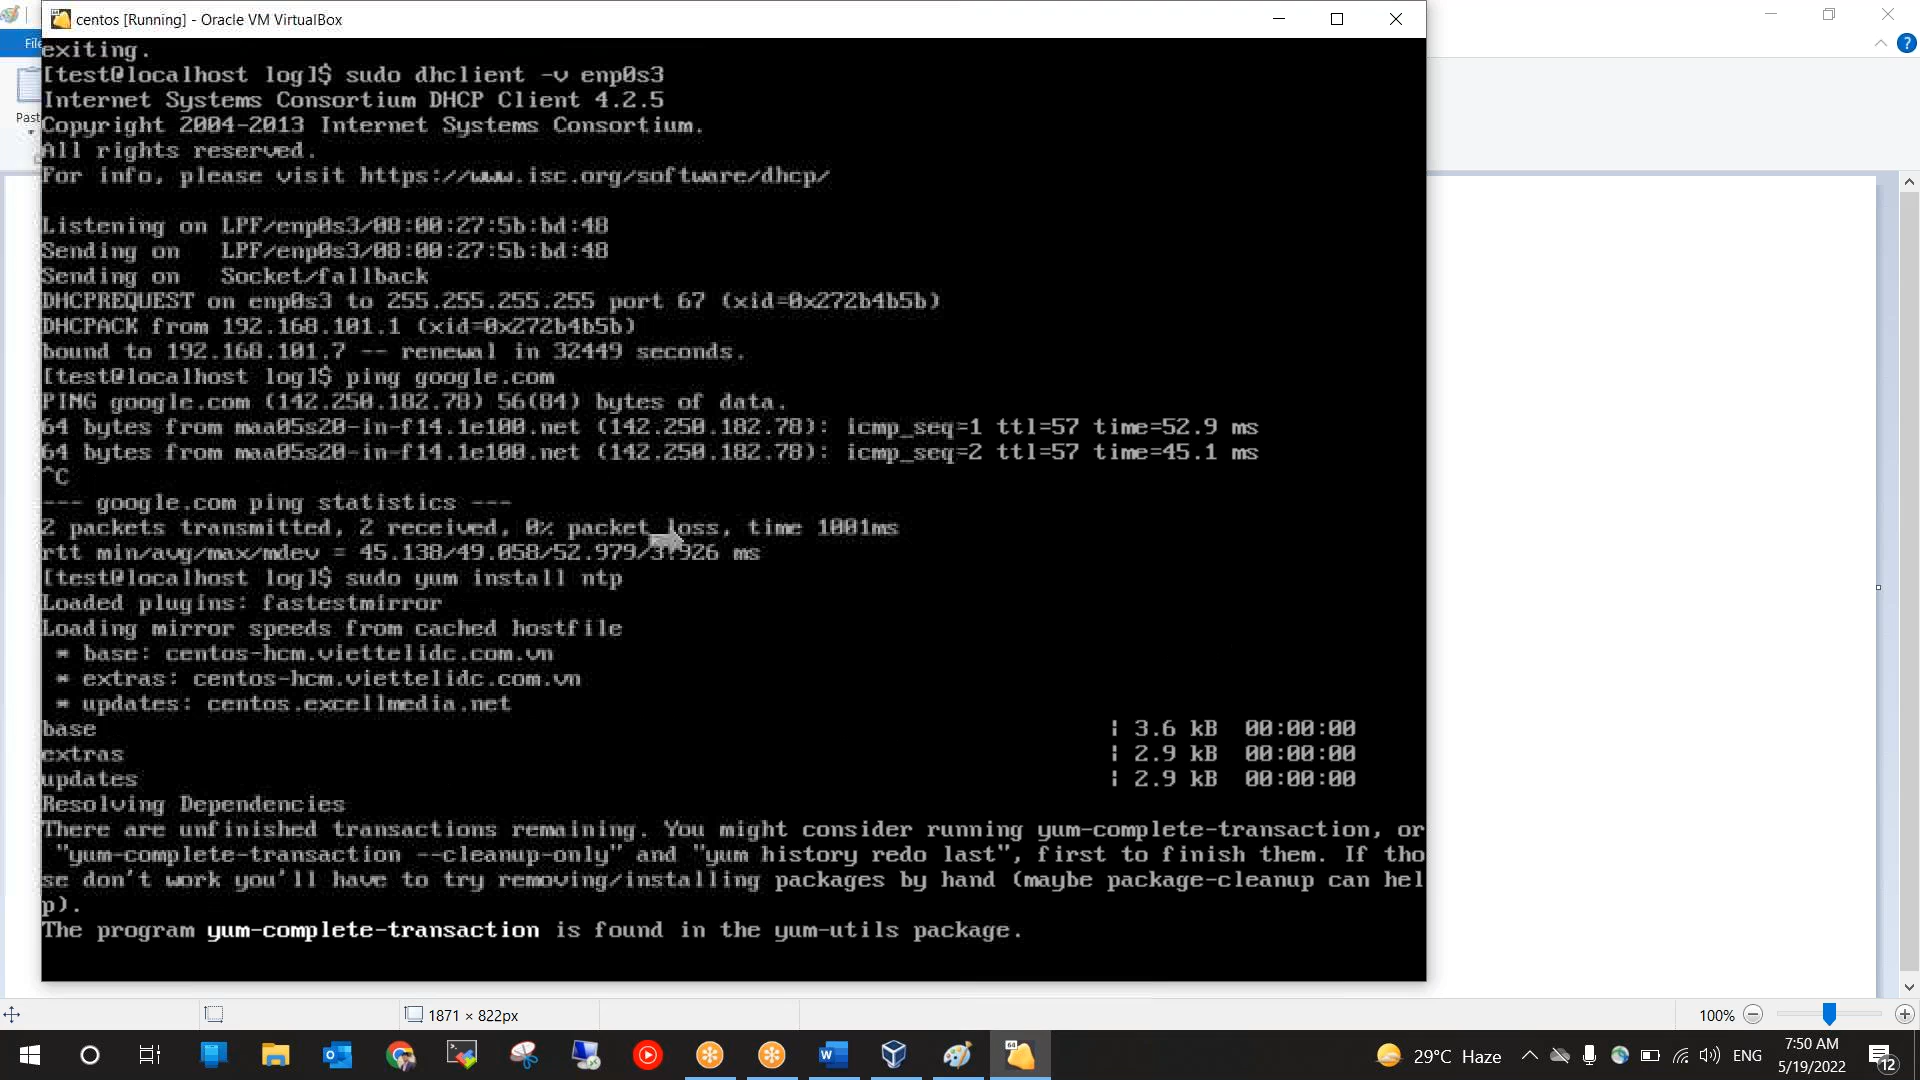 centos [Running] - Oracle VM VirtualBox
File
Past
exiting.
[test@localhost log]$ sudo dhclient -v enp0s3
Internet Systems Consortium DHCP Client 4.2.5
Copyright 2004-2013 Internet Systems Consortium.
All rights reserved.
For info, please visit https://www.isc.org/software/dhcp/
Listening on LPF/enp0s3/08:00:27:5b:bd:48
Sending on   LPF/enp0s3/08:00:27:5b:bd:48
Sending on   Socket/fallback
DHCPREQUEST on enp0s3 to 255.255.255.255 port 67 (xid=0x272b4b5b)
DHCPACK from 192.168.101.1 (xid=0x272b4b5b)
bound to 192.168.101.7 -- renewal in 32449 seconds.
[test@localhost log]$ ping google.com
PING google.com (142.250.182.78) 56(84) bytes of data.
64 bytes from maa05s20-in-f14.1e100.net (142.250.182.78): icmp_seq=1 ttl=57 time=52.9 ms
64 bytes from maa05s20-in-f14.1e100.net (142.250.182.78): icmp_seq=2 ttl=57 time=45.1 ms
^C
--- google.com ping statistics ---
2 packets transmitted, 2 received, 0% packet loss, time 1001ms
rtt min/avg/max/mdev = 45.138/49.058/52.979/3.926 ms
[test@localhost log]$ sudo yum install ntp
Loaded plugins: fastestmirror
Loading mirror speeds from cached hostfile
 * base: centos-hcm.viettelidc.com.vn
 * extras: centos-hcm.viettelidc.com.vn
 * updates: centos.excellmedia.net
base | 3.6 kB 00:00:00
extras | 2.9 kB 00:00:00
updates | 2.9 kB 00:00:00
Resolving Dependencies
There are unfinished transactions remaining. You might consider running yum-complete-transaction, or
 "yum-complete-transaction --cleanup-only" and "yum history redo last", first to finish them. If tho
se don't work you'll have to try removing/installing packages by hand (maybe package-cleanup can hel
p).
The program yum-complete-transaction is found in the yum-utils package.
1871 × 822px
100%
29°C Haze
ENG
7:50 AM
5/19/2022
12